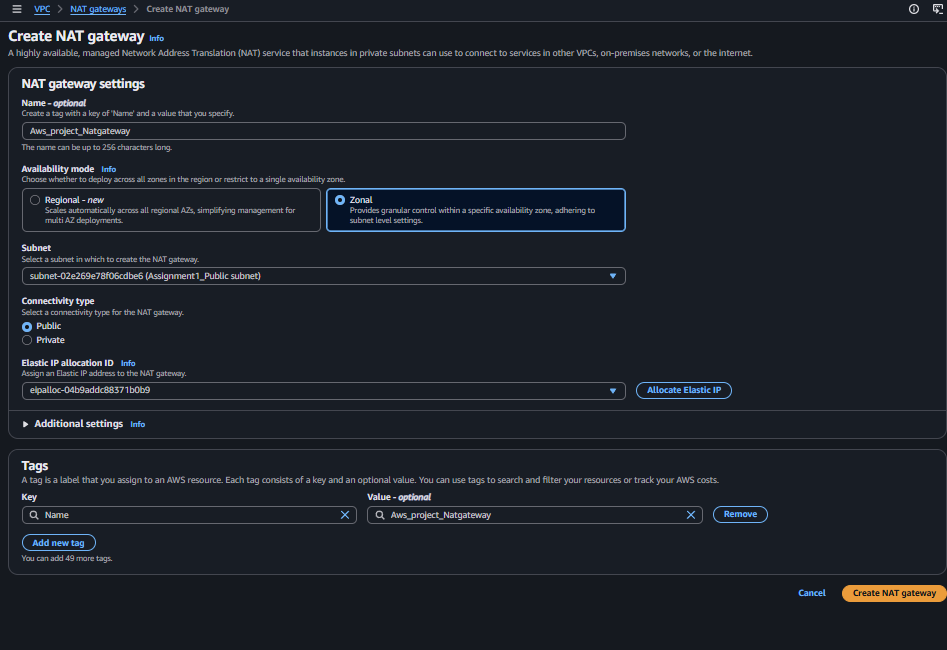 VPC > NAT gateways > Create NAT gateway
Create NAT gateway Info
A highly available, managed Network Address Translation (NAT) service that instances in private subnets can use to connect to services in other VPCs, on-premises networks, or the internet.
NAT gateway settings
Name - optional
Create a tag with a key of 'Name' and a value that you specify.
Aws_project_Natgateway
The name can be up to 256 characters long.
Availability mode Info
Choose whether to deploy across all zones in the region or restrict to a single availability zone.
Regional - new
Scales automatically across all regional AZs, simplifying management for
multi AZ deployments.
Zonal
Provides granular control within a specific availability zone, adhering to
subnet level settings.
Subnet
Select a subnet in which to create the NAT gateway.
subnet-02e269e78f06cdbe6 (Assignment1_Public subnet)
Connectivity type
Select a connectivity type for the NAT gateway.
Public
Private
Elastic IP allocation ID Info
Assign an Elastic IP address to the NAT gateway.
eipalloc-04b9addc88371b0b9
Allocate Elastic IP
Additional settings Info
Tags
A tag is a label that you assign to an AWS resource. Each tag consists of a key and an optional value. You can use tags to search and filter your resources or track your AWS costs.
Key Value - optional
Name Aws_project_Natgateway Remove
Add new tag
You can add 49 more tags.
Cancel Create NAT gateway